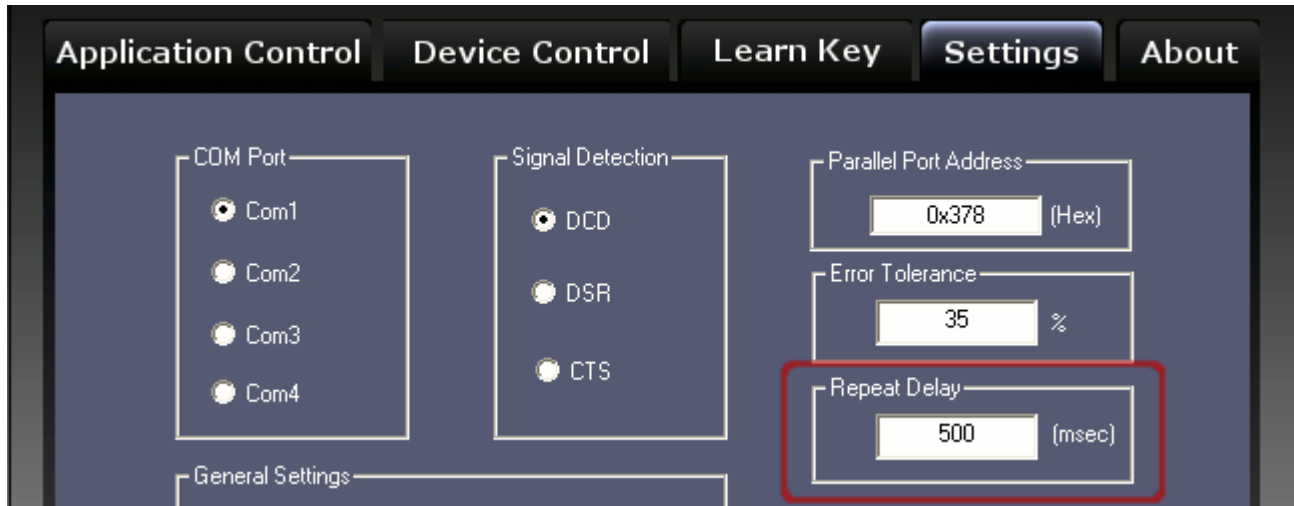 Application Control Device Control Learn Key Settings About
COM Port
Com1
Com2
Com3
Com4
Signal Detection
DCD
DSR
CTS
Parallel Port Address
0x378 (Hex)
Error Tolerance
35 %
Repeat Delay
500 (msec)
General Settings